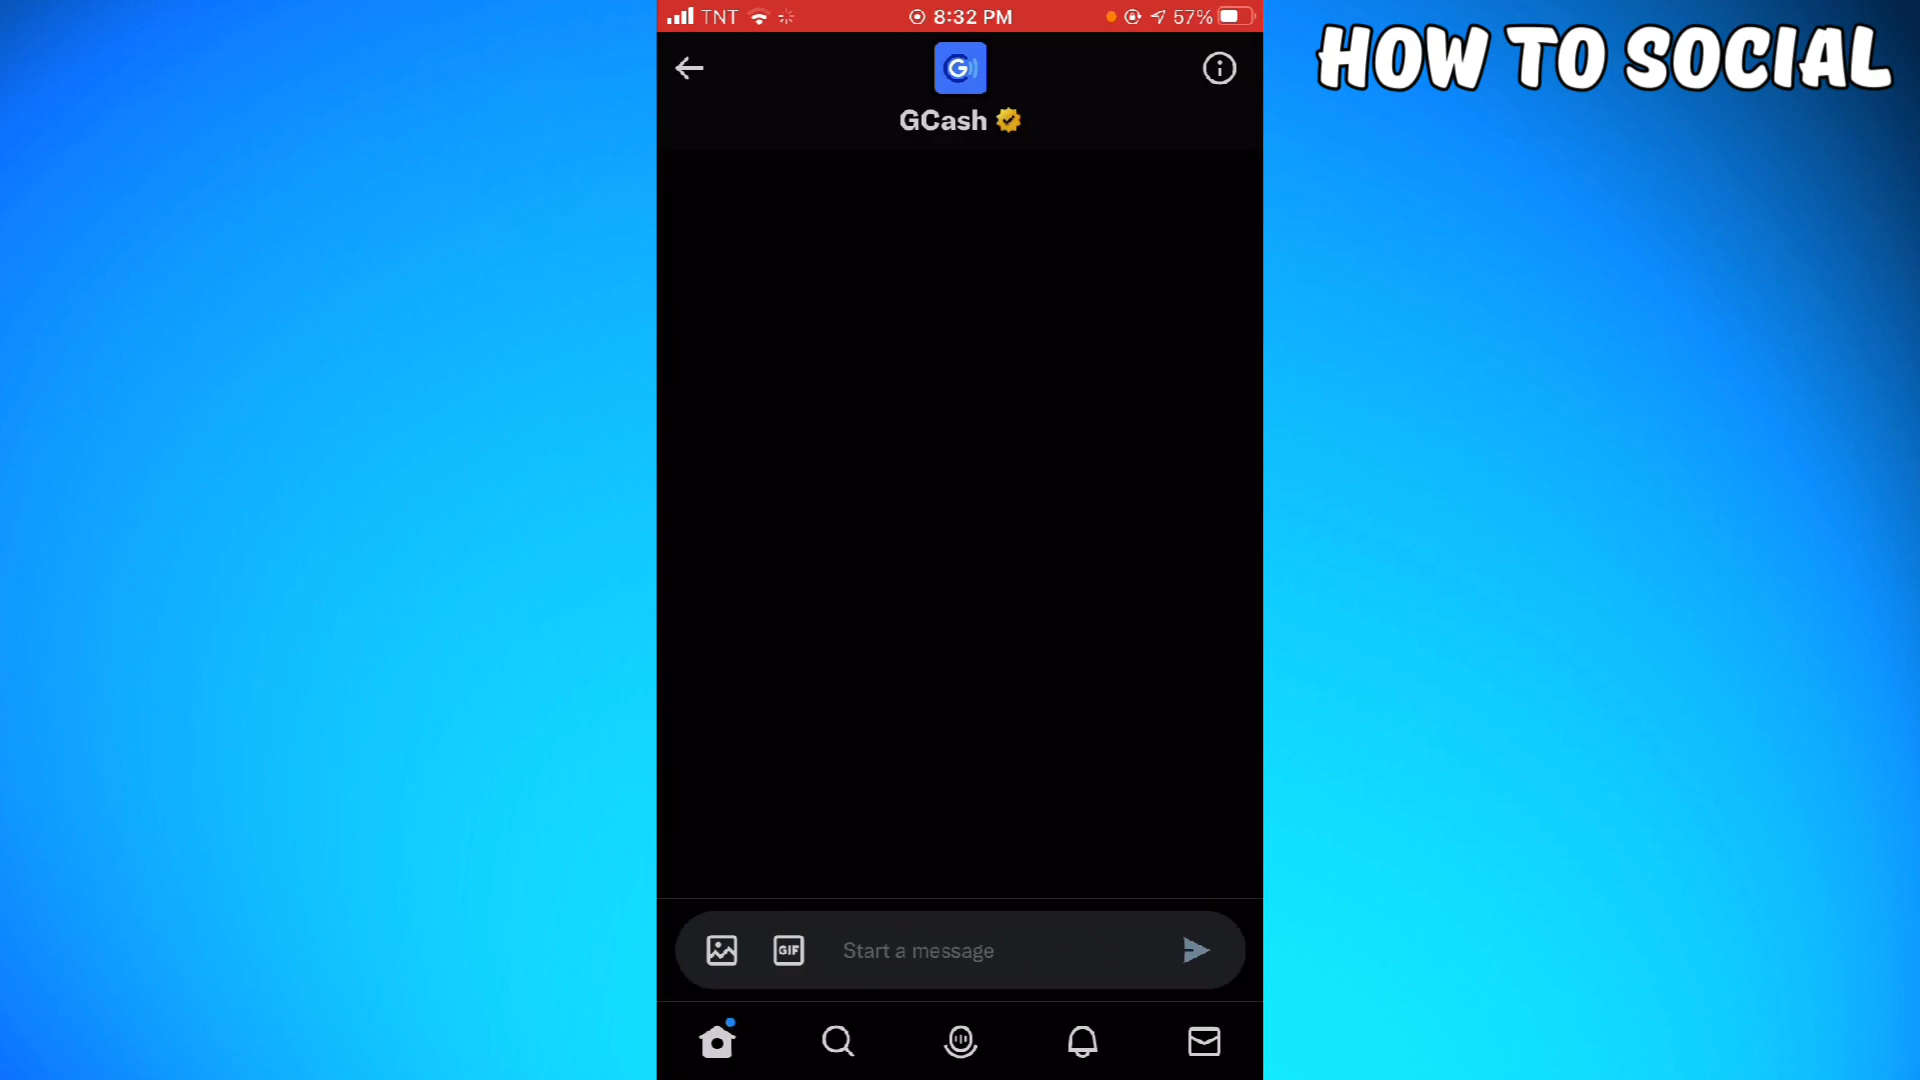 TNT 8:32 PM 57%
HOW TO SOCIAL
G
GCash
GIF Start a message